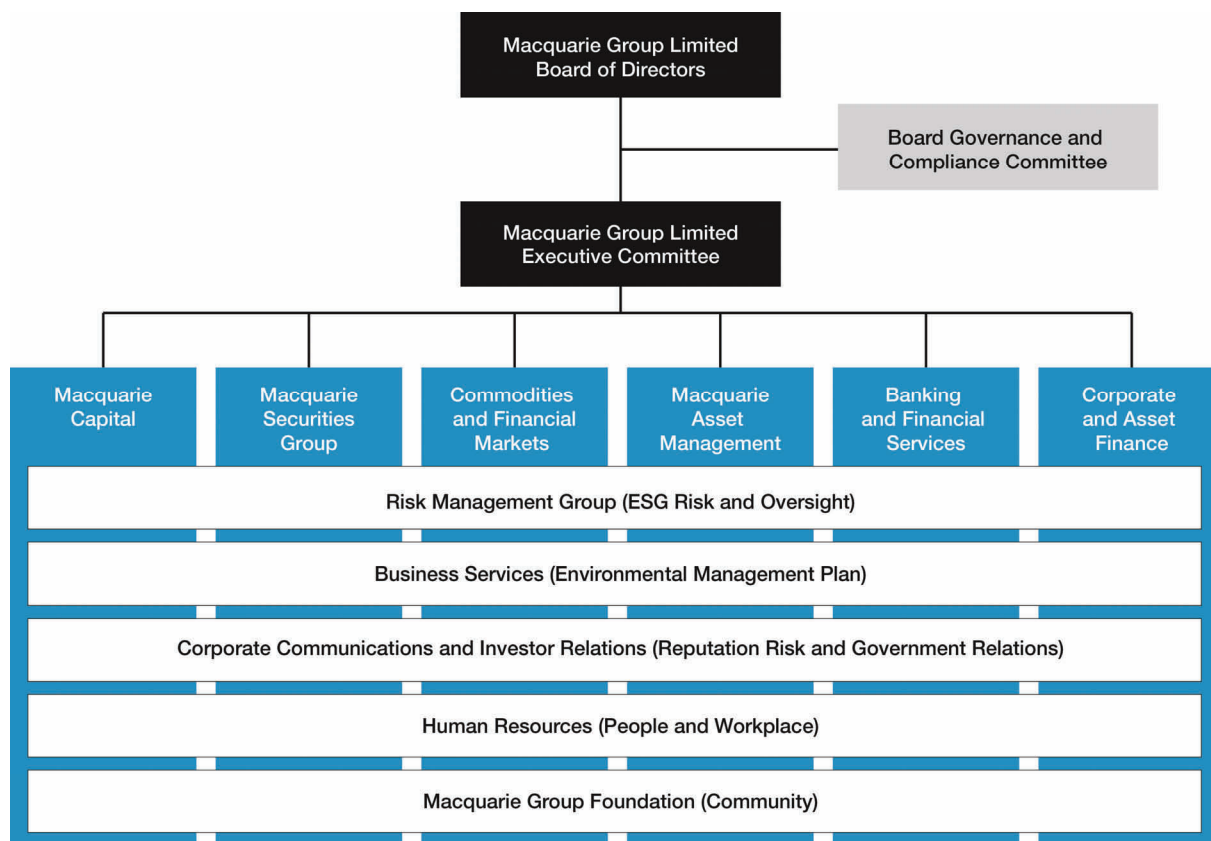 Macquarie Group Limited
Board of Directors
Board Governance and
Compliance Committee
Macquarie Group Limited
Executive Committee
Macquarie
Capital
Macquarie
Securities
Group
Commodities
and Financial
Markets
Macquarie
Asset
Management
Banking
and Financial
Services
Corporate
and Asset
Finance
Risk Management Group (ESG Risk and Oversight)
Business Services (Environmental Management Plan)
Corporate Communications and Investor Relations (Reputation Risk and Government Relations)
Human Resources (People and Workplace)
Macquarie Group Foundation (Community)